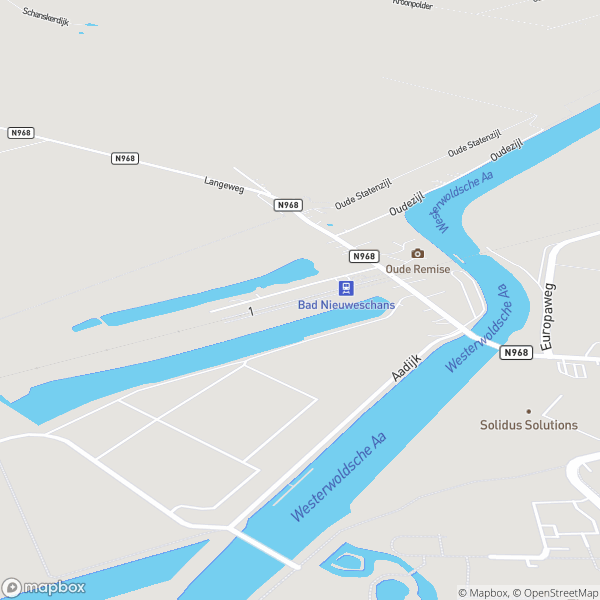 Schanskerdijk
Kroonpolder
N968
N968
Oude Statenzijl
Oudezijl
Langeweg
Westerwoldsche Aa
Oude Statenzijl
Oudezijl
N968
N968
Oude Remise
Bad Nieuweschans
1
Europaweg
Westerwoldsche Aa
N968
Aadijk
Solidus Solutions
Westerwoldsche Aa
mapbox
© Mapbox, © OpenStreetMap